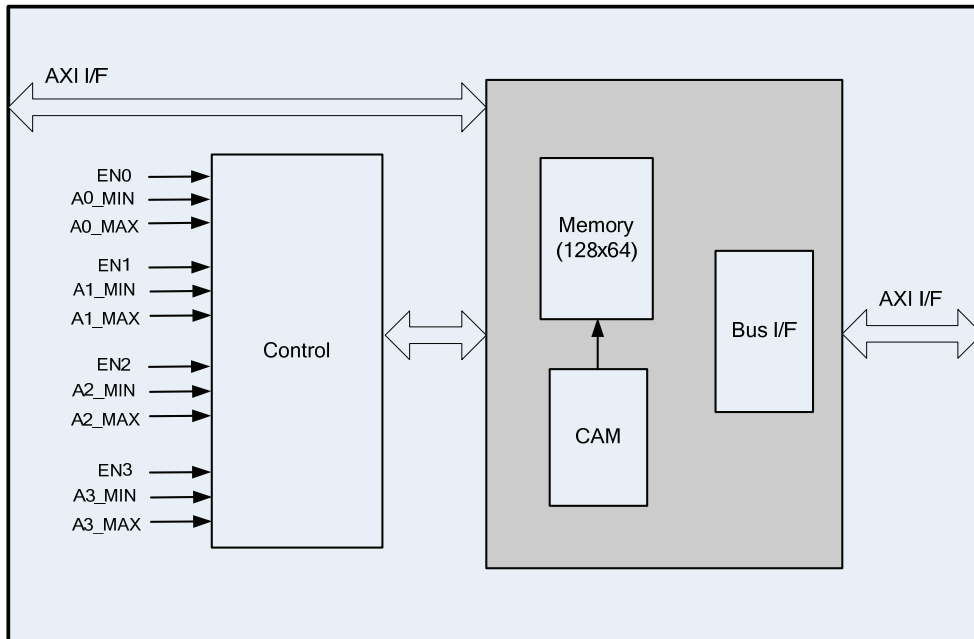 AXI I/F
EN0
A0_MIN
A0_MAX
EN1
A1_MIN
A1_MAX
EN2
A2_MIN
A2_MAX
EN3
A3_MIN
A3_MAX
Control
Memory
(128x64)
CAM
Bus I/F
AXI I/F